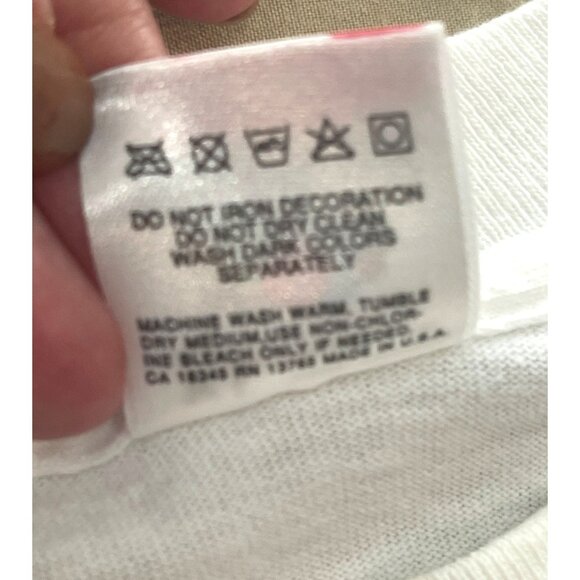 DO NOT IRON DECORATION
DO NOT DRY CLEAN
WASH DARK COLORS
SEPARATELY
MACHINE WASH WARM, TUMBLE
DRY MEDIUM, USE NON-CHLOR-
INE BLEACH ONLY IF NEEDED.
CA 16345 RN 13765 MADE IN U.S.A.